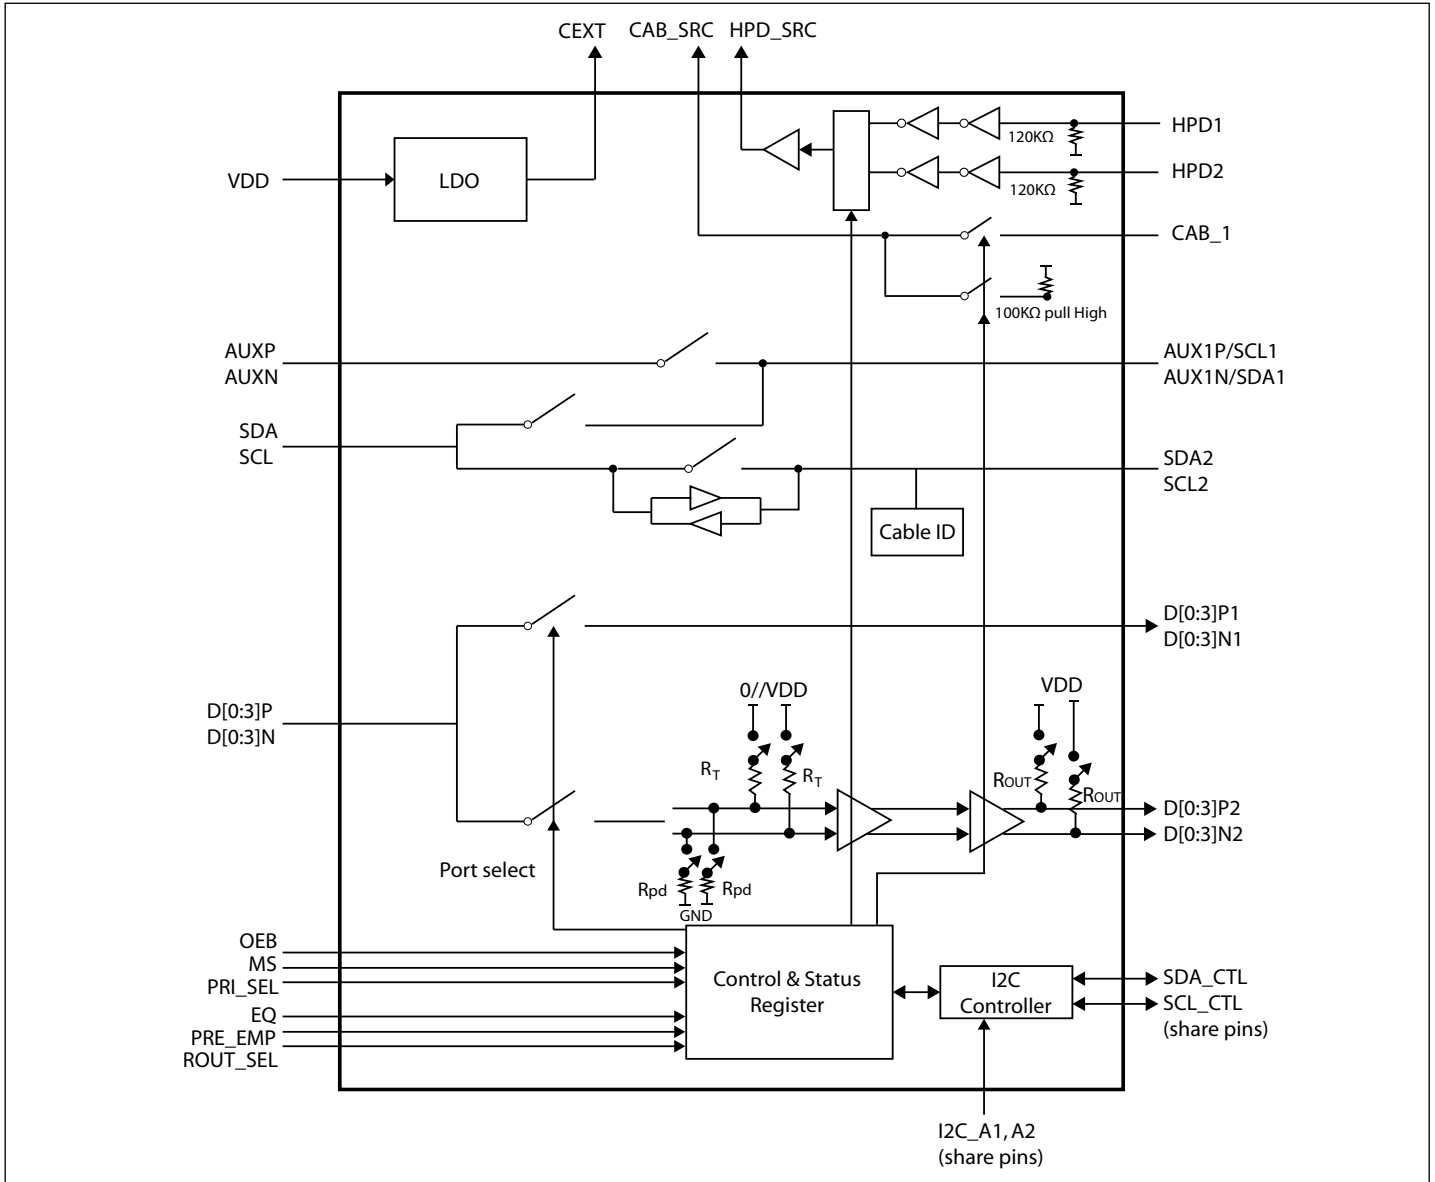 CEXT
CAB_SRC
HPD_SRC
HPD1
120KΩ
VDD
LDO
HPD2
120KΩ
CAB_1
100KΩ pull High
AUXP
AUXN
AUX1P/SCL1
AUX1N/SDA1
SDA
SCL
SDA2
SCL2
Cable ID
D[0:3]P1
D[0:3]N1
D[0:3]P
D[0:3]N
0//VDD
VDD
RT
RT
ROUT
ROUT
D[0:3]P2
D[0:3]N2
Port select
Rpd
Rpd
GND
OEB
MS
PRI_SEL
EQ
PRE_EMP
ROUT_SEL
Control & Status
Register
I2C
Controller
SDA_CTL
SCL_CTL
(share pins)
I2C_A1, A2
(share pins)